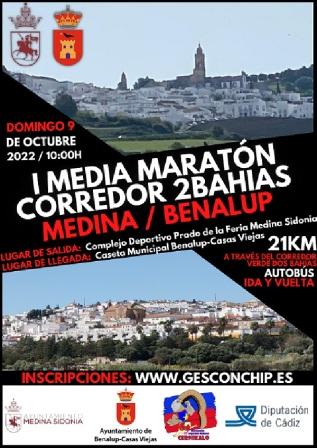 DOMINGO 9
DE OCTUBRE
2022 / 10:00H
I MEDIA MARATÓN
CORREDOR 2BAHIAS
MEDINA / BENALUP
LUGAR DE SALIDA: Complejo Deportivo Prado de la Feria Medina Sidonia
LUGAR DE LLEGADA: Caseta Municipal Benalup-Casas Viejas
21KM
A TRAVÉS DEL CORREDOR
VERDE DOS BAHIAS
AUTOBÚS
IDA Y VUELTA
INSCRIPCIONES: WWW.GESCONCHIP.ES
AYUNTAMIENTO
MEDINA SIDONIA
Ayuntamiento de
Benalup-Casas Viejas
Diputación
de Cádiz